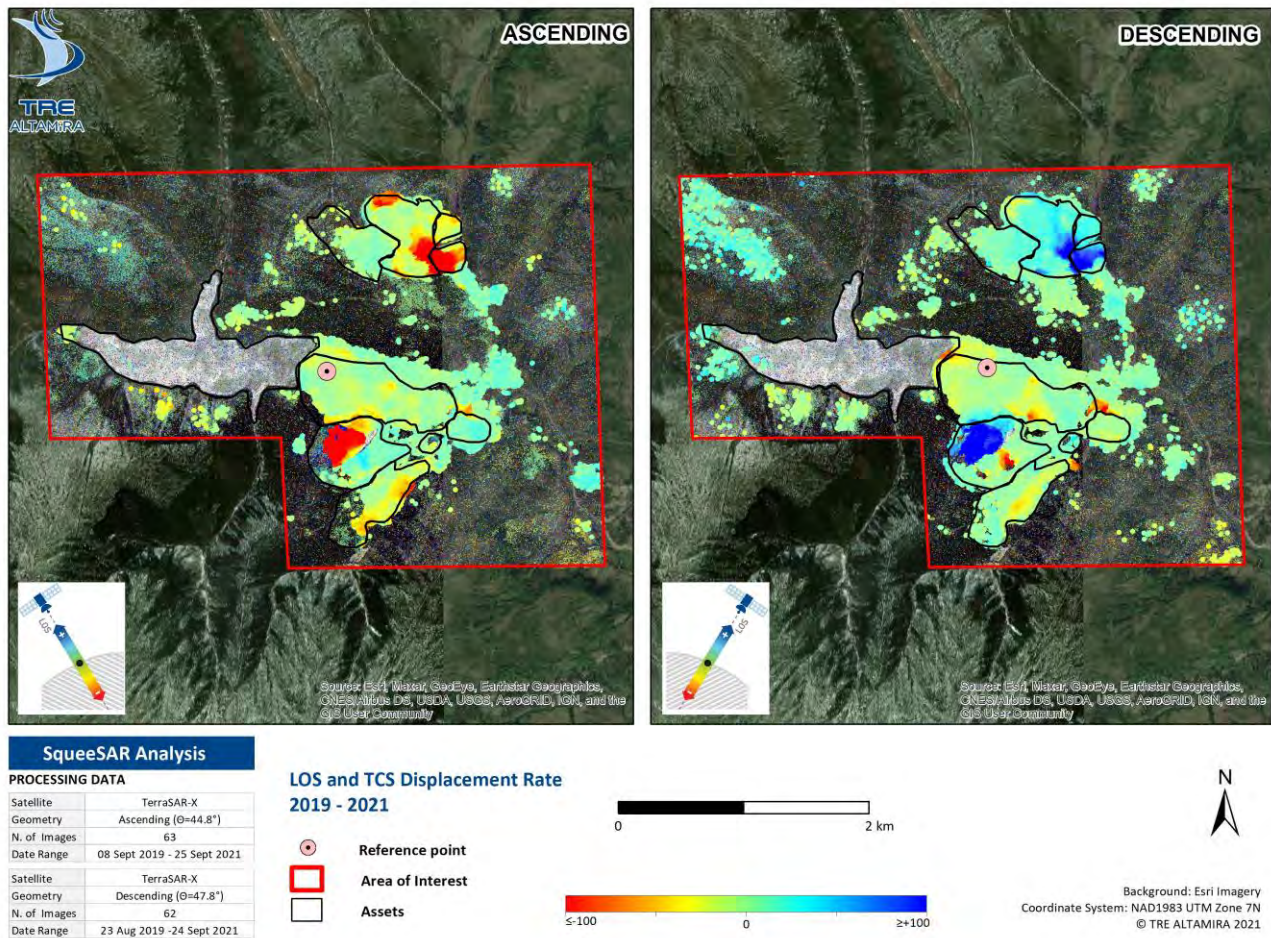 ASCENDING
TRE
ALTAMIRA
+
LOS
-
Source: Esri, Maxar, GeoEye, Earthstar Geographics,
CNES/Airbus DS, USDA, USGS, AeroGRID, IGN, and the
GIS User Community
DESCENDING
+
LOS
-
Source: Esri, Maxar, GeoEye, Earthstar Geographics,
CNES/Airbus DS, USDA, USGS, AeroGRID, IGN, and the
GIS User Community
SqueeSAR Analysis
PROCESSING DATA
Satellite TerraSAR-X
Geometry Ascending (Θ=44.8°)
N. of Images 63
Date Range 08 Sept 2019 - 25 Sept 2021
Satellite TerraSAR-X
Geometry Descending (Θ=47.8°)
N. of Images 62
Date Range 23 Aug 2019 -24 Sept 2021
LOS and TCS Displacement Rate
2019 - 2021
Reference point
Area of Interest
Assets
0 2 km
≤-100 0 ≥+100
N
Background: Esri Imagery
Coordinate System: NAD1983 UTM Zone 7N
© TRE ALTAMIRA 2021